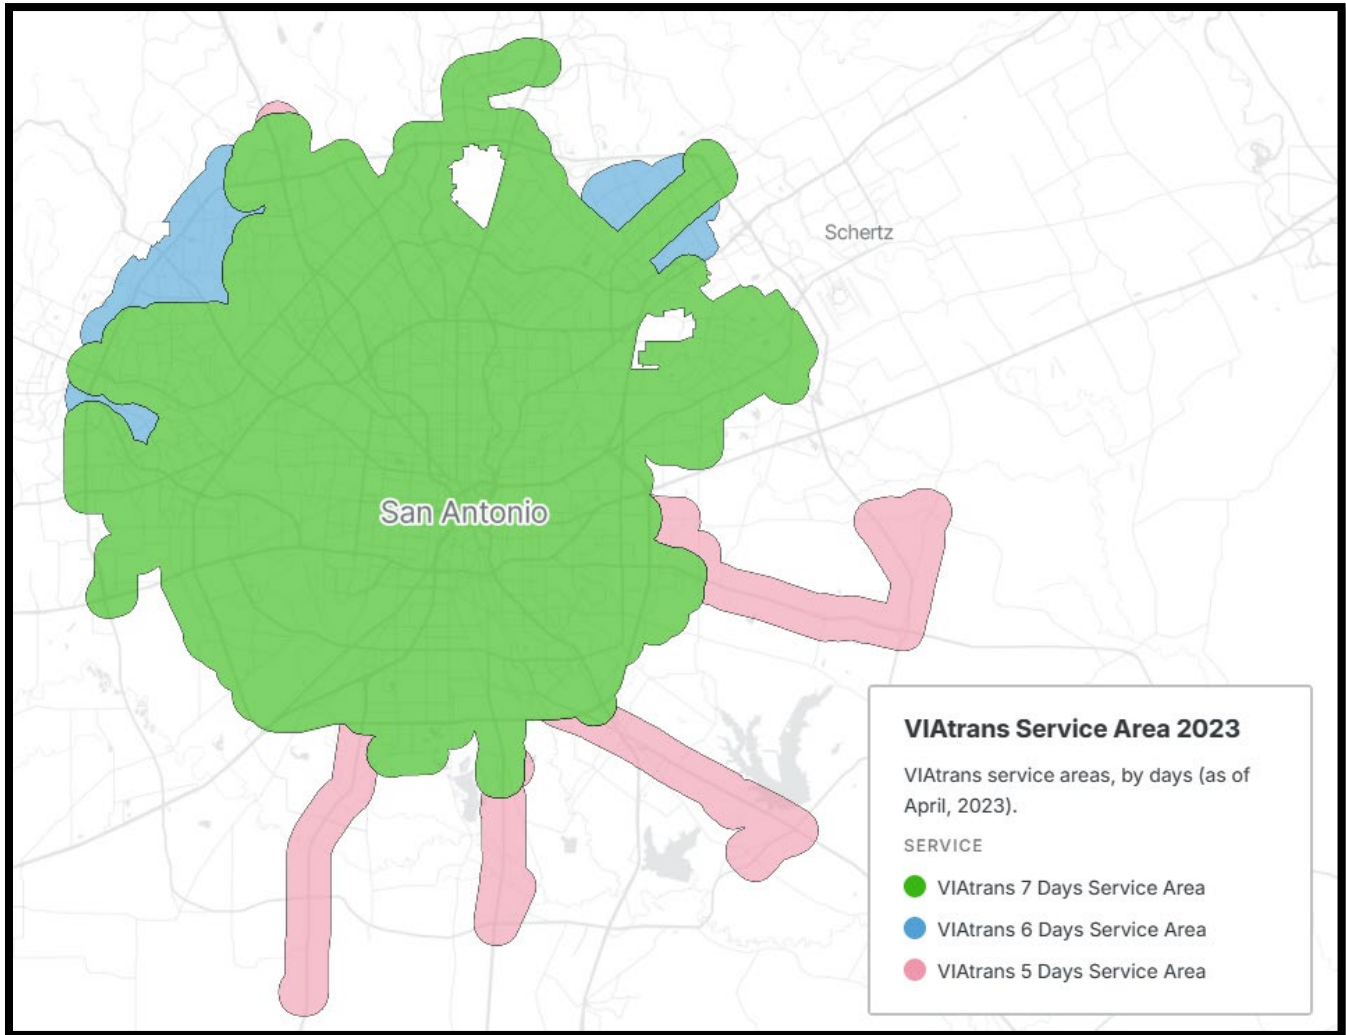 Schertz
San Antonio
VIAtrans Service Area 2023
VIAtrans service areas, by days (as of
April, 2023).
SERVICE
VIAtrans 7 Days Service Area
VIAtrans 6 Days Service Area
VIAtrans 5 Days Service Area